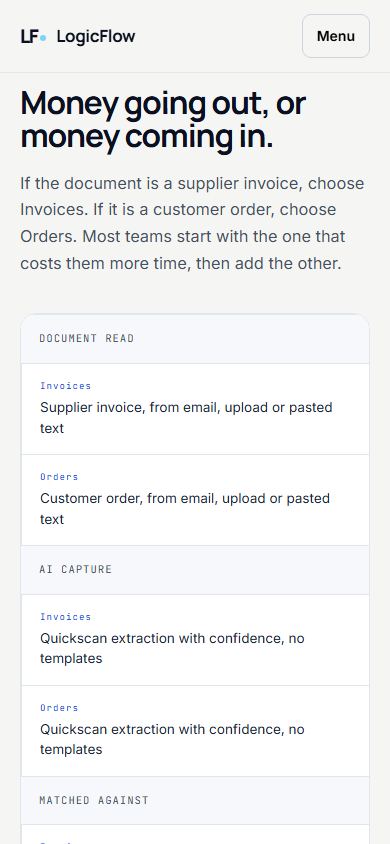 LF LogicFlow
Menu
Money going out, or
money coming in.
If the document is a supplier invoice, choose
Invoices. If it is a customer order, choose
Orders. Most teams start with the one that
costs them more time, then add the other.
DOCUMENT READ
Invoices
Supplier invoice, from email, upload or pasted
text
Orders
Customer order, from email, upload or pasted
text
AI CAPTURE
Invoices
Quickscan extraction with confidence, no
templates
Orders
Quickscan extraction with confidence, no
templates
MATCHED AGAINST